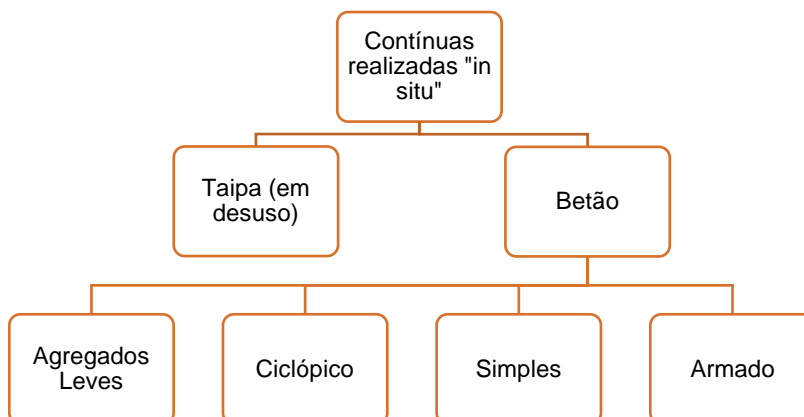 Contínuas
realizadas "in
situ"
Taipa (em
desuso)
Betão
Agregados
Leves
Ciclópico
Simples
Armado